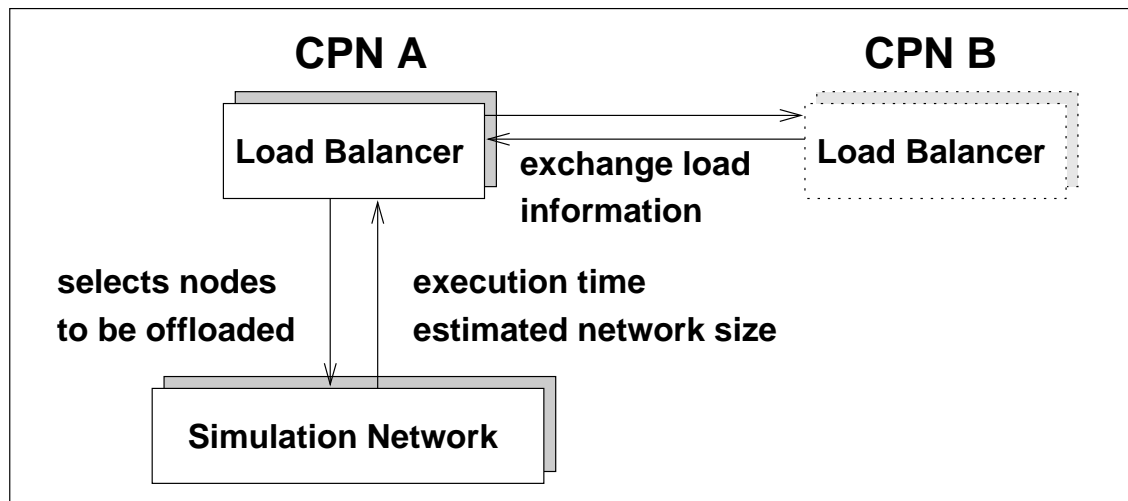 CPN A
CPN B
Load Balancer
Load Balancer
exchange load
information
selects nodes
to be offloaded
execution time
estimated network size
Simulation Network